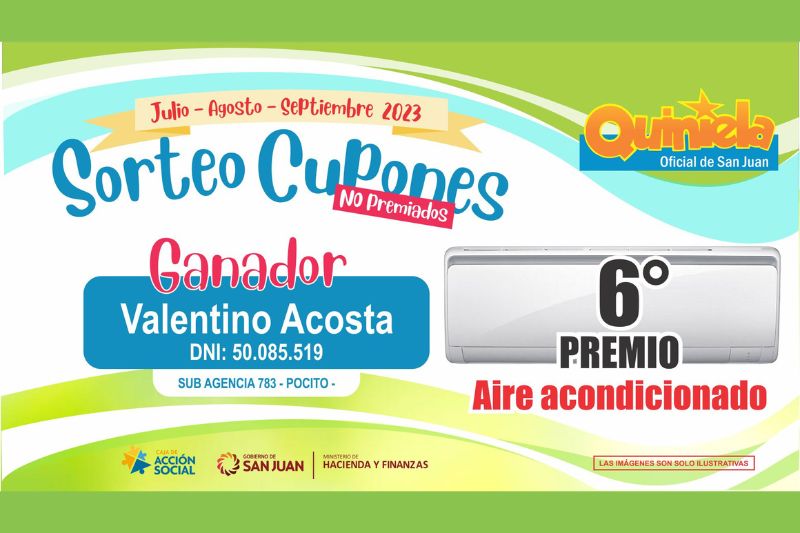 Julio - Agosto - Septiembre 2023
Sorteo Cupones
NO Premiados
Quiniela
Oficial de San Juan
Ganador
Valentino Acosta
DNI: 50.085.519
SUB AGENCIA 783 - POCITO -
6°
PREMIO
Aire acondicionado
CAJA DE
ACCIÓN
SOCIAL
GOBIERNO DE
SAN JUAN
MINISTERIO DE
HACIENDA Y FINANZAS
LAS IMÁGENES SON SOLO ILUSTRATIVAS